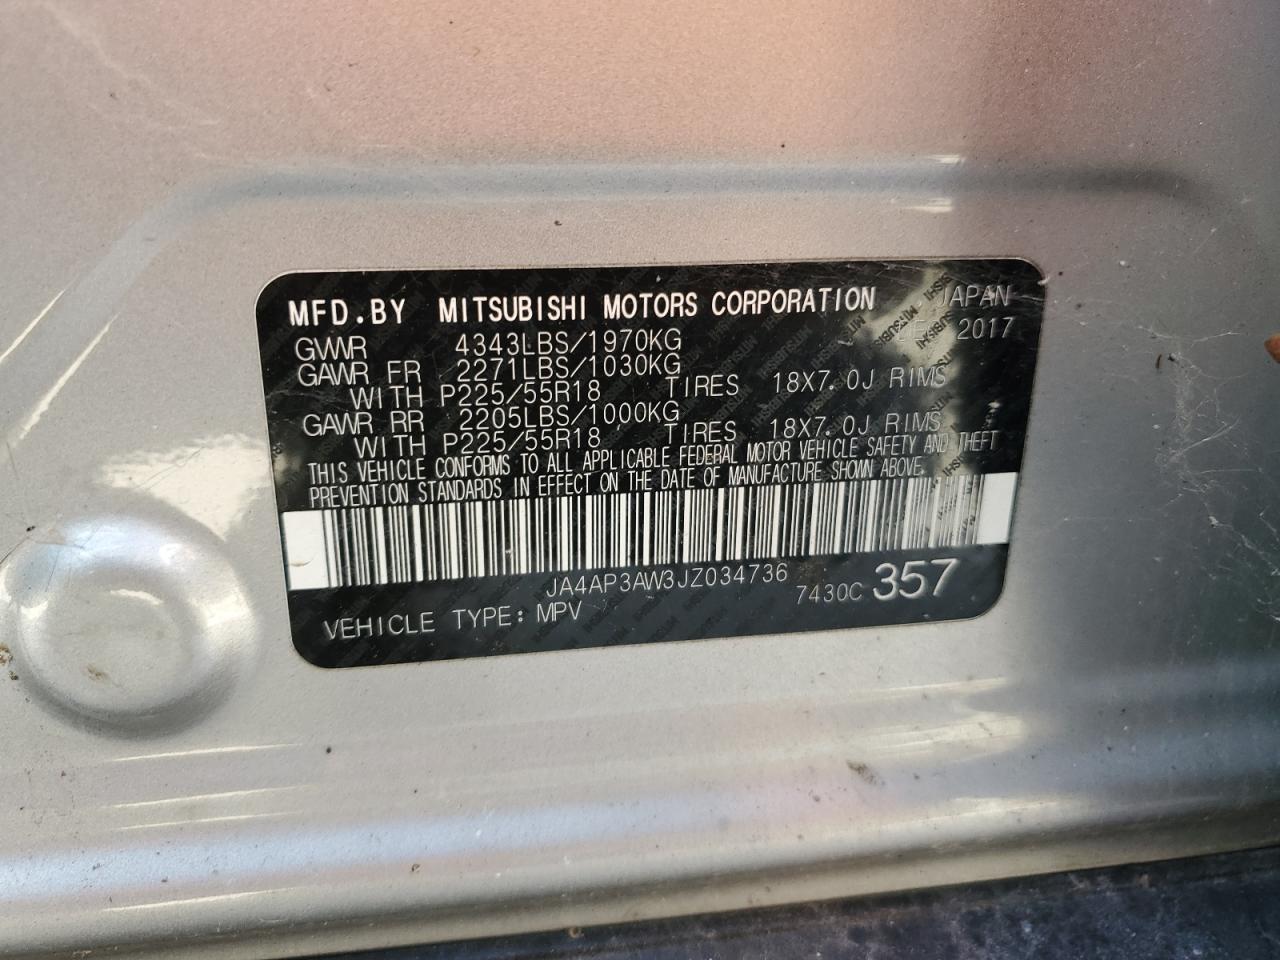 MFD.BY MITSUBISHI MOTORS CORPORATION JAPAN
GVWR 4343LBS/1970KG 2017
GAWR FR 2271LBS/1030KG
WITH P225/55R18 TIRES 18X7.0J RIMS
GAWR RR 2205LBS/1000KG
WITH P225/55R18 TIRES 18X7.0J RIMS
THIS VEHICLE CONFORMS TO ALL APPLICABLE FEDERAL MOTOR VEHICLE SAFETY AND THEFT
PREVENTION STANDARDS IN EFFECT ON THE DATE OF MANUFACTURE SHOWN ABOVE.
JA4AP3AW3JZ034736
VEHICLE TYPE: MPV 7430C 357